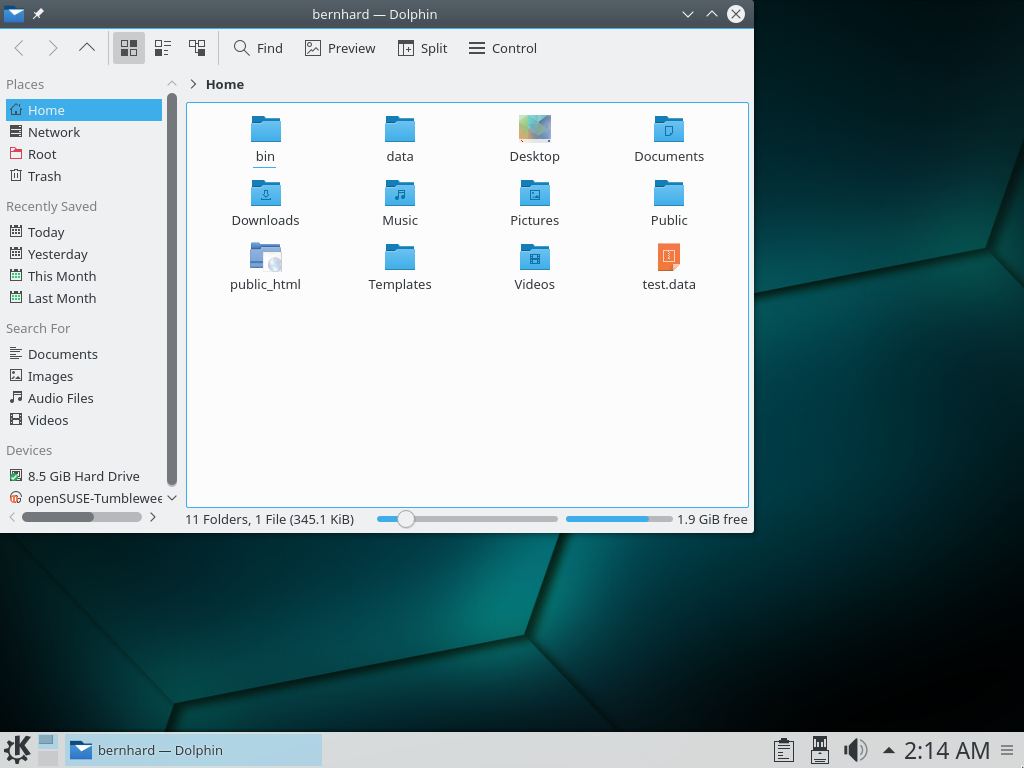 bernhard — Dolphin
Find
Preview
Split
Control
Places
Home
Network
Root
Trash
Recently Saved
Today
Yesterday
This Month
Last Month
Search For
Documents
Images
Audio Files
Videos
Devices
8.5 GiB Hard Drive
openSUSE-Tumblewee
Home
bin
data
Desktop
Documents
Downloads
Music
Pictures
Public
public_html
Templates
Videos
test.data
11 Folders, 1 File (345.1 KiB)
1.9 GiB free
bernhard — Dolphin
2:14 AM